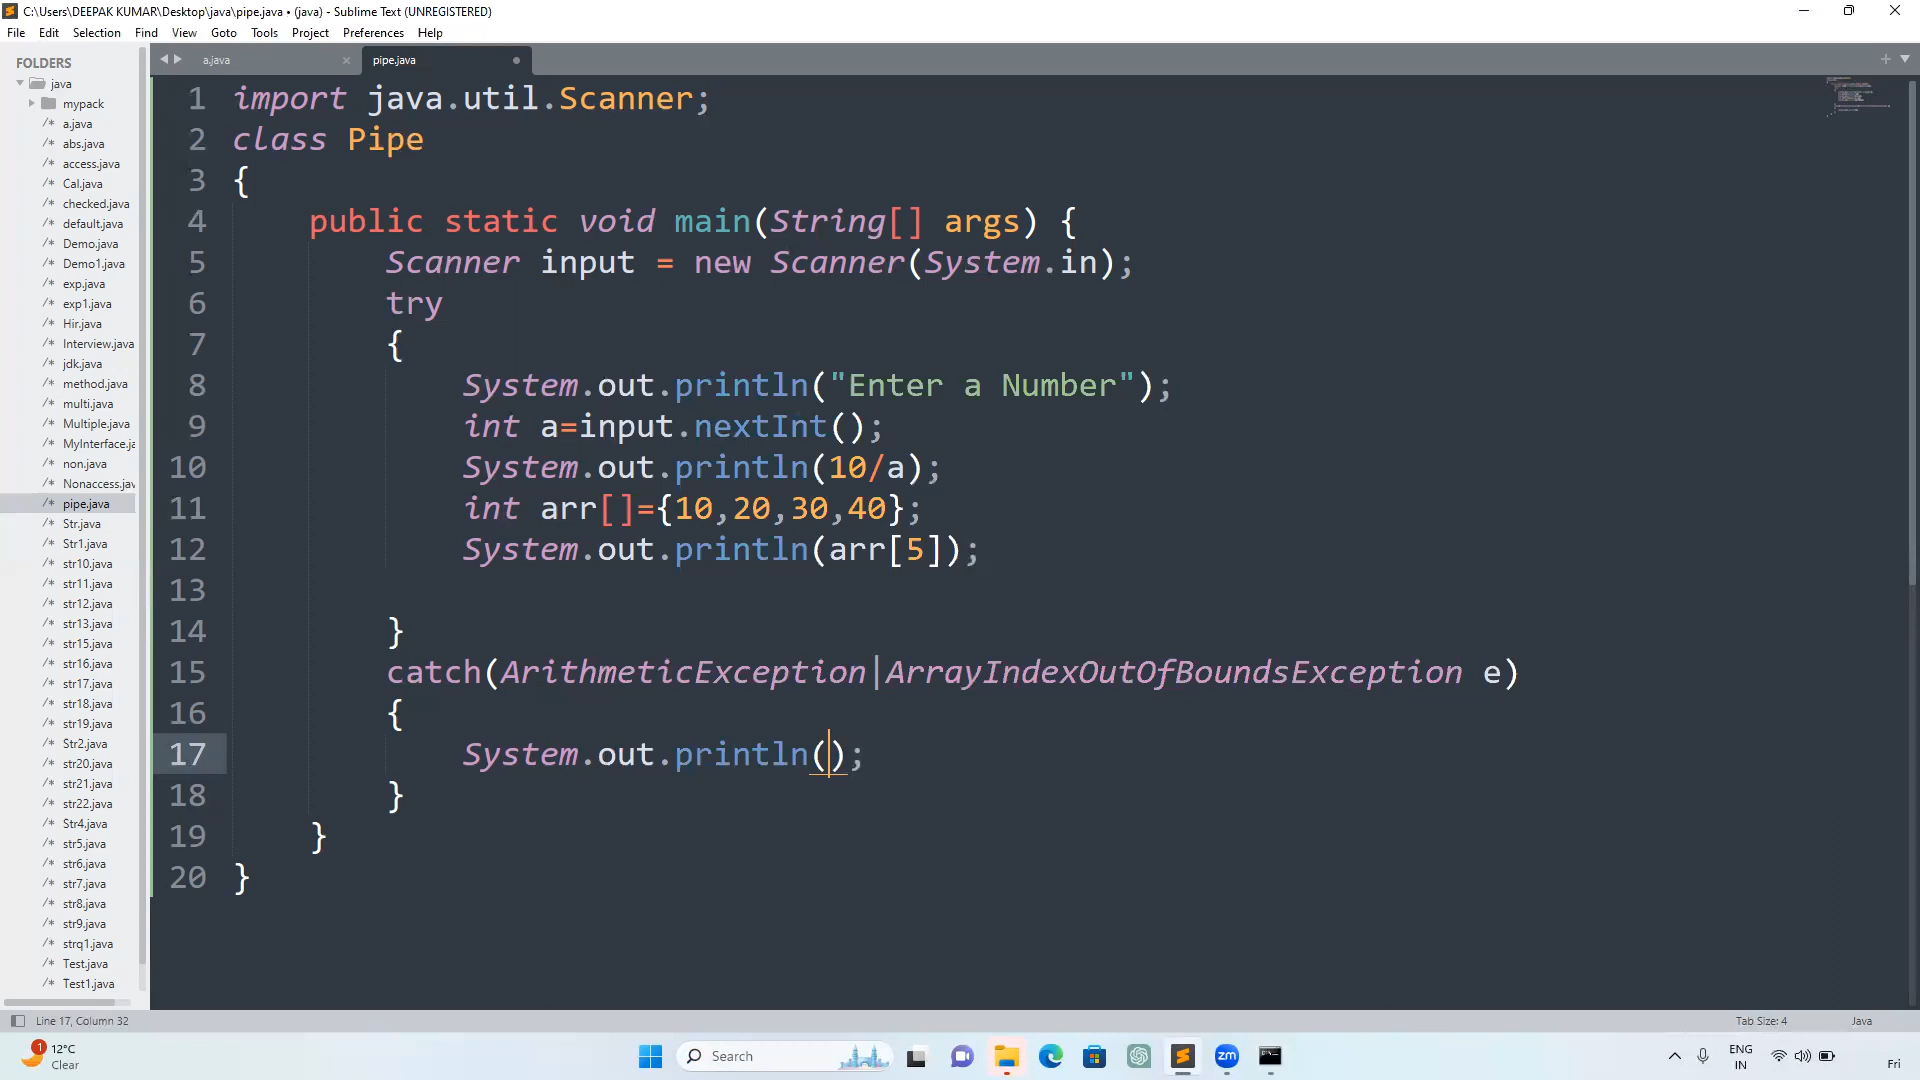 C:\Users\DEEPAK KUMAR\Desktop\java\pipe.java • (java) - Sublime Text (UNREGISTERED)
File Edit Selection Find View Goto Tools Project Preferences Help
FOLDERS
java
mypack
a.java
abs.java
access.java
Cal.java
checked.java
default.java
Demo.java
Demo1.java
exp.java
exp1.java
Hir.java
Interview.java
jdk.java
method.java
multi.java
Multiple.java
MyInterface.ja
non.java
Nonaccess.jav
pipe.java
Str.java
Str1.java
str10.java
str11.java
str12.java
str13.java
str15.java
str16.java
str17.java
str18.java
str19.java
Str2.java
str20.java
str21.java
str22.java
Str4.java
str5.java
str6.java
str7.java
str8.java
str9.java
strq1.java
Test.java
Test1.java
a.java pipe.java
1 import java.util.Scanner;
2 class Pipe
3 {
4 public static void main(String[] args) {
5 Scanner input = new Scanner(System.in);
6 try
7 {
8 System.out.println("Enter a Number");
9 int a=input.nextInt();
10 System.out.println(10/a);
11 int arr[]={10,20,30,40};
12 System.out.println(arr[5]);
13
14 }
15 catch(ArithmeticException|ArrayIndexOutOfBoundsException e)
16 {
17 System.out.println();
18 }
19 }
20 }
Line 17, Column 32 Tab Size: 4 Java
1
12°C
Clear
Search
zm
ENG
IN
Fri